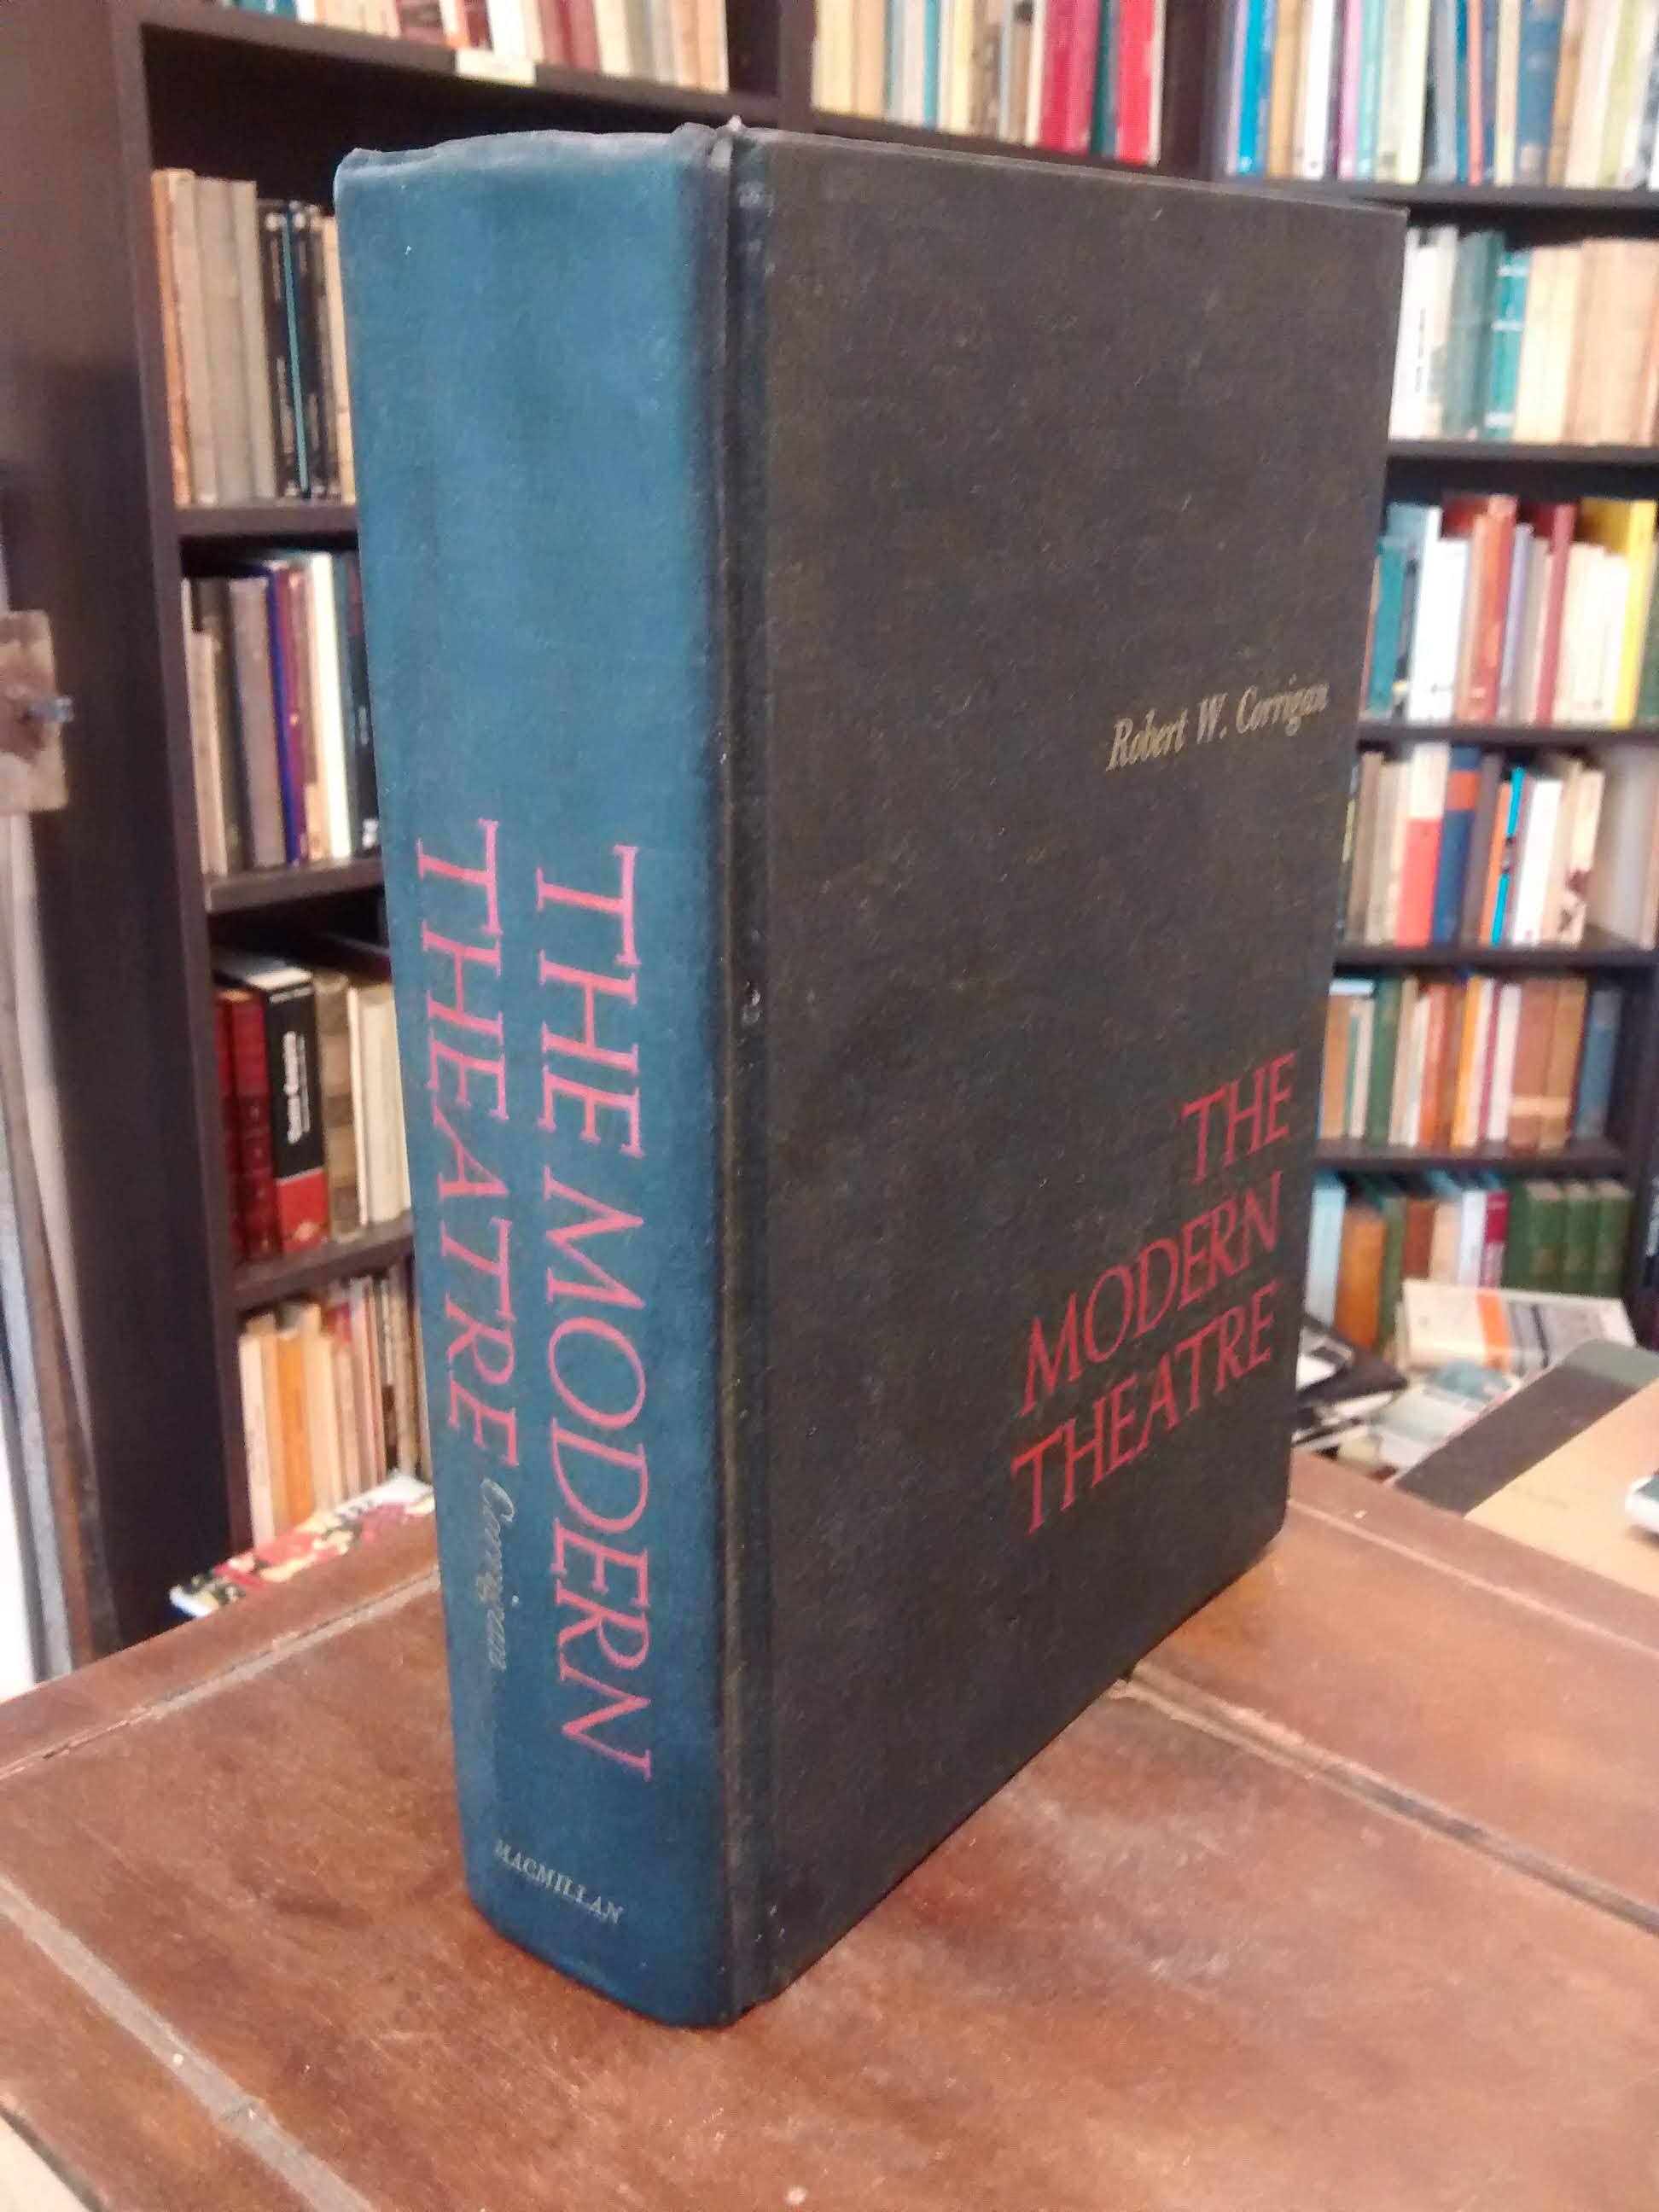 THE MODERN
THEATRE
Corrigan
MACMILLAN
Robert W. Corrigan
THE
MODERN
THEATRE